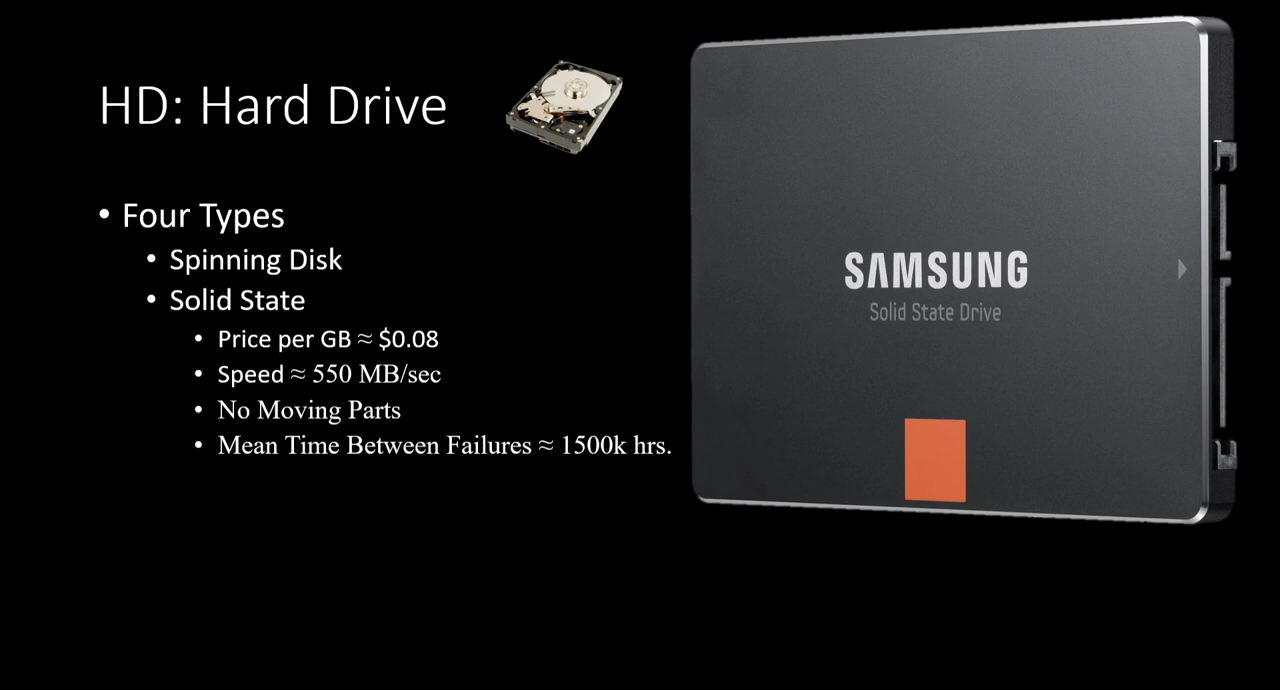 HD: Hard Drive
• Four Types
• Spinning Disk
• Solid State
• Price per GB ≈ $0.08
• Speed ≈ 550 MB/sec
• No Moving Parts
• Mean Time Between Failures ≈ 1500k hrs.
SAMSUNG
Solid State Drive